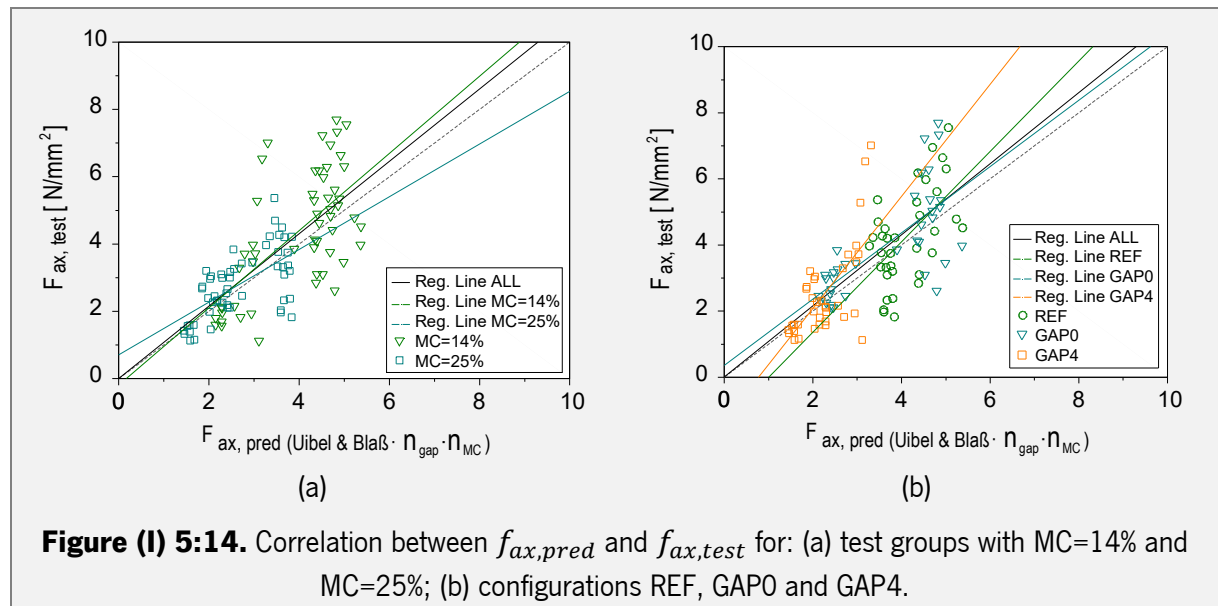 10
8
6
4
2
0
0
2
4
6
8
10
F ax, test [ N/mm²]
F ax, pred (Uibel & Blaß · n gap · n MC)
Reg. Line ALL
Reg. Line MC=14%
Reg. Line MC=25%
MC=14%
MC=25%
(a)
10
8
6
4
2
0
0
2
4
6
8
10
F ax, test [ N/mm²]
F ax, pred (Uibel & Blaß · n gap · n MC)
Reg. Line ALL
Reg. Line REF
Reg. Line GAP0
Reg. Line GAP4
REF
GAP0
GAP4
(b)
Figure (I) 5:14. Correlation between f ax,pred and f ax,test for: (a) test groups with MC=14% and
MC=25%; (b) configurations REF, GAP0 and GAP4.